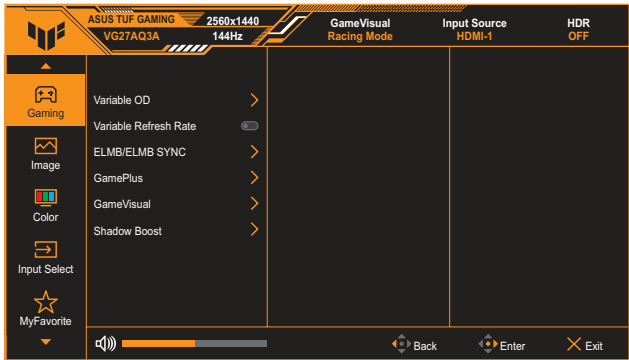 ASUS TUF GAMING 2560x1440
VG27AQ3A 144Hz
GameVisual
Racing Mode
Input Source
HDMI-1
HDR
OFF
Gaming
Image
Color
Input Select
MyFavorite
Variable OD
Variable Refresh Rate
ELMB/ELMB SYNC
GamePlus
GameVisual
Shadow Boost
Back
Enter
Exit